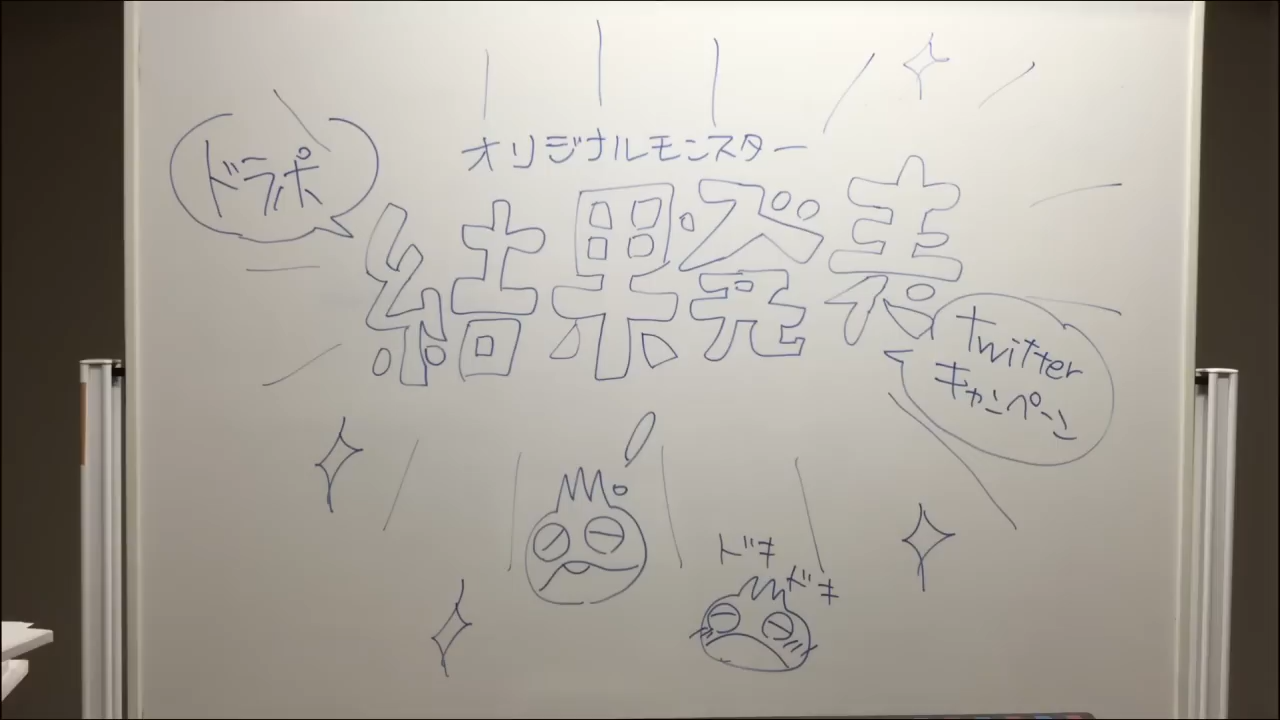 ドラポ
オリジナルモンスター
結果発表
Twitter
キャンペーン
!
ドキ
ドキ